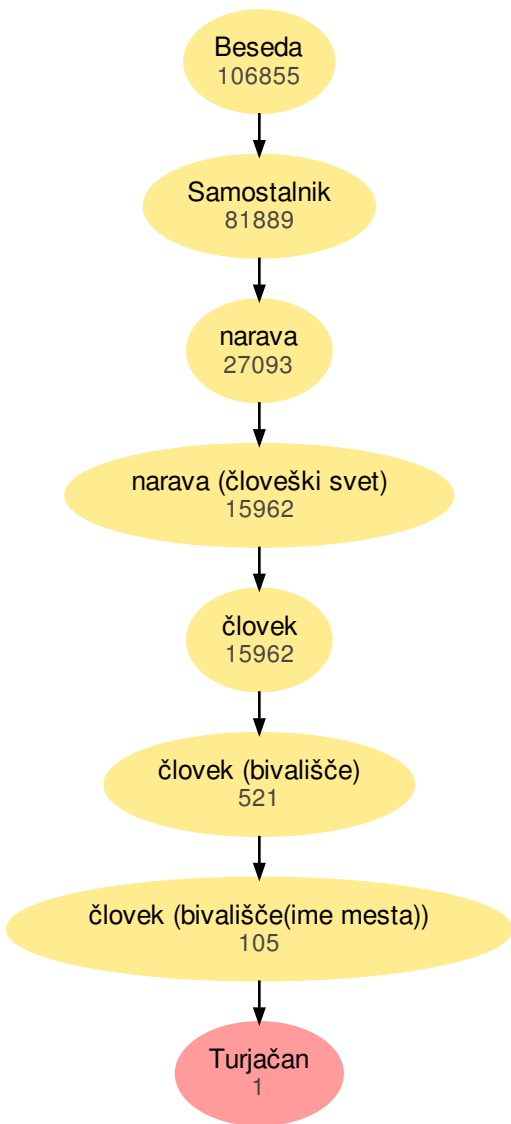 Beseda
106855
Samostalnik
81889
narava
27093
narava (človeški svet)
15962
človek
15962
človek (bivališče)
521
človek (bivališče(ime mesta))
105
Turjačan
1